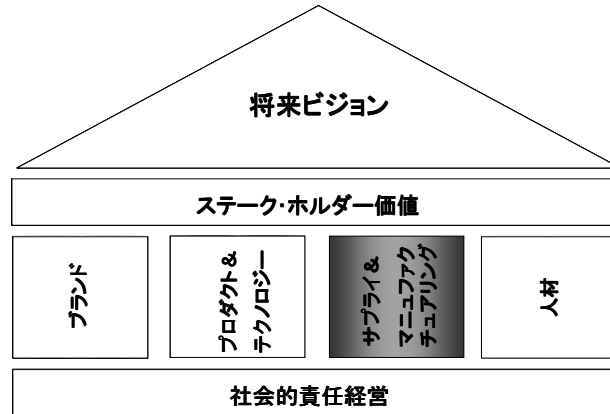 将来ビジョン
ステーク・ホルダー価値
ブランド
プロダクト＆
テクノロジー
サプライ＆
マニュファク
チュアリング
人材
社会的責任経営